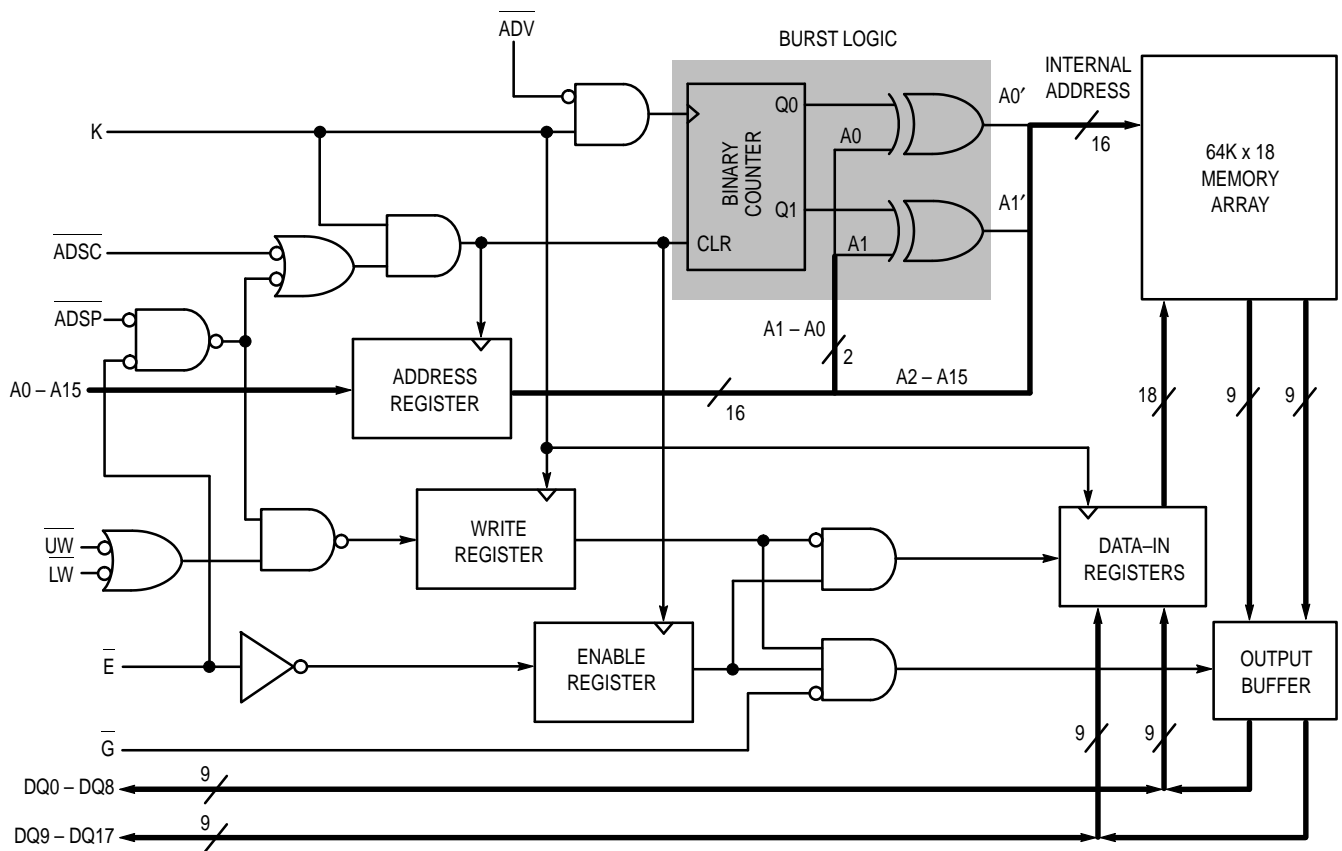 ADV
BURST LOGIC
INTERNAL
ADDRESS
K
Q0
A0
A0′
16
64K x 18
MEMORY
ARRAY
BINARY
COUNTER
Q1
A1
A1′
CLR
ADSC
ADSP
A1 – A0
2
A0 – A15
ADDRESS
REGISTER
16
A2 – A15
18
9
9
UW
LW
WRITE
REGISTER
DATA–IN
REGISTERS
E
ENABLE
REGISTER
OUTPUT
BUFFER
G
9
9
DQ0 – DQ8
9
DQ9 – DQ17
9